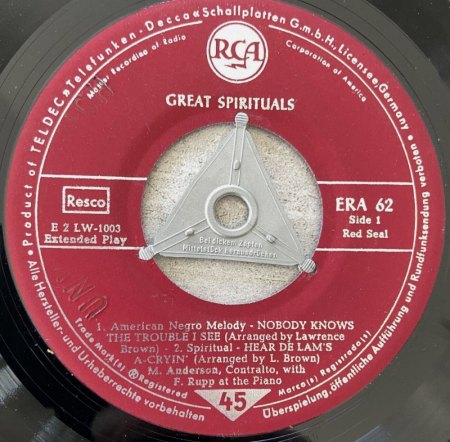 Product of TELDEC »Telefunken-Decca« Schallplatten G.m.b.H., Licensee, Germany
Master Recording of Radio
Corporation of America
RCA
GREAT SPIRITUALS
Resco
E 2 LW-1003
Extended Play
ERA 62
Side 1
Red Seal
Bei dickem Zapfen
1. American Negro Melody - NOBODY KNOWS
THE TROUBLE I SEE (Arranged by Lawrence
Brown) - 2. Spiritual - HEAR DE LAM'S
A-CRYIN' (Arranged by L. Brown)
M. Anderson, Contralto, with
F. Rupp at the Piano
Trade Mark(s) Registered
Marca(s) Registrada(s)
45
Alle Hersteller- und Urheberrechte vorbehalten
Überspielung, öffentliche Aufführung und Rundfunksendung verboten